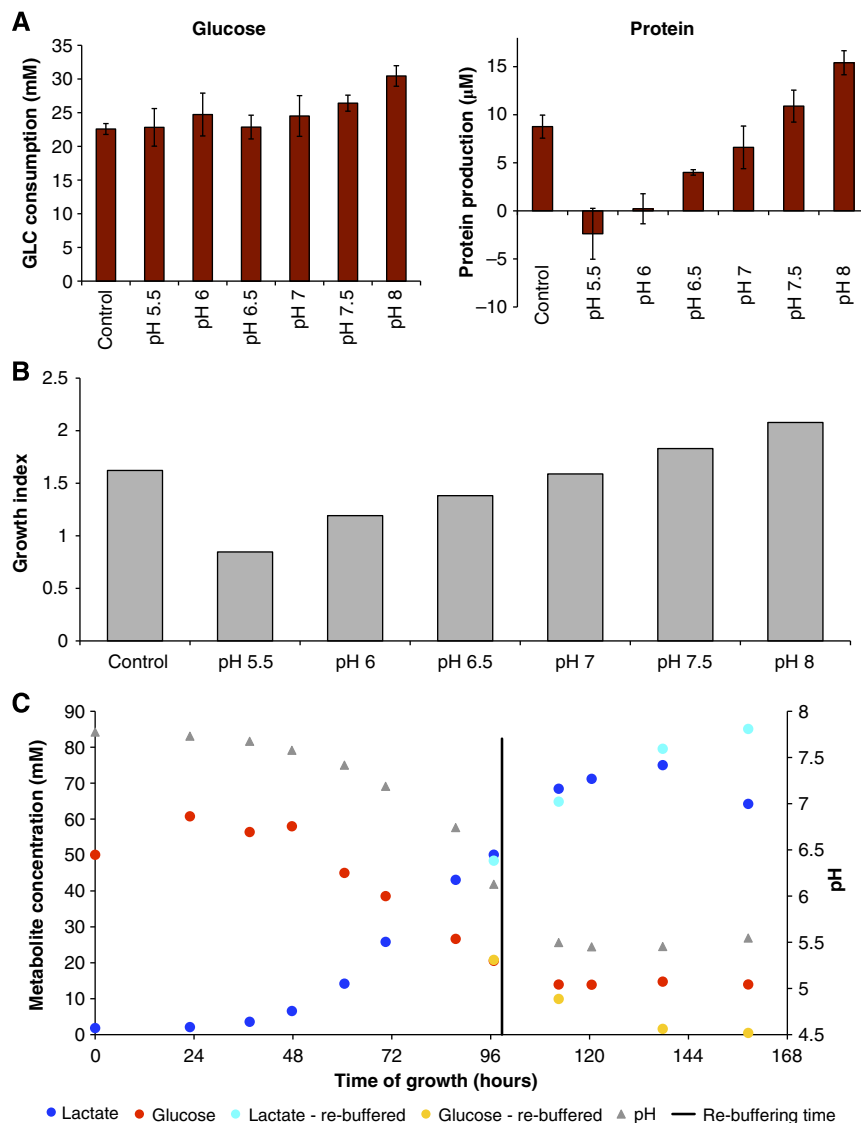 A
Glucose
GLC consumption (mM)
35
30
25
20
15
10
5
0
Control
pH 5.5
pH 6
pH 6.5
pH 7
pH 7.5
pH 8
Protein
Protein production (µM)
15
10
5
0
−5
−10
Control
pH 5.5
pH 6
pH 6.5
pH 7
pH 7.5
pH 8
B
Growth index
2.5
2
1.5
1
0.5
0
Control pH 5.5 pH 6 pH 6.5 pH 7 pH 7.5 pH 8
C
Metabolite concentration (mM)
90
80
70
60
50
40
30
20
10
0
8
7.5
7
6.5
6
5.5
5
4.5
pH
0 24 48 72 96 120 144 168
Time of growth (hours)
Lactate Glucose Lactate - re-buffered Glucose - re-buffered pH Re-buffering time